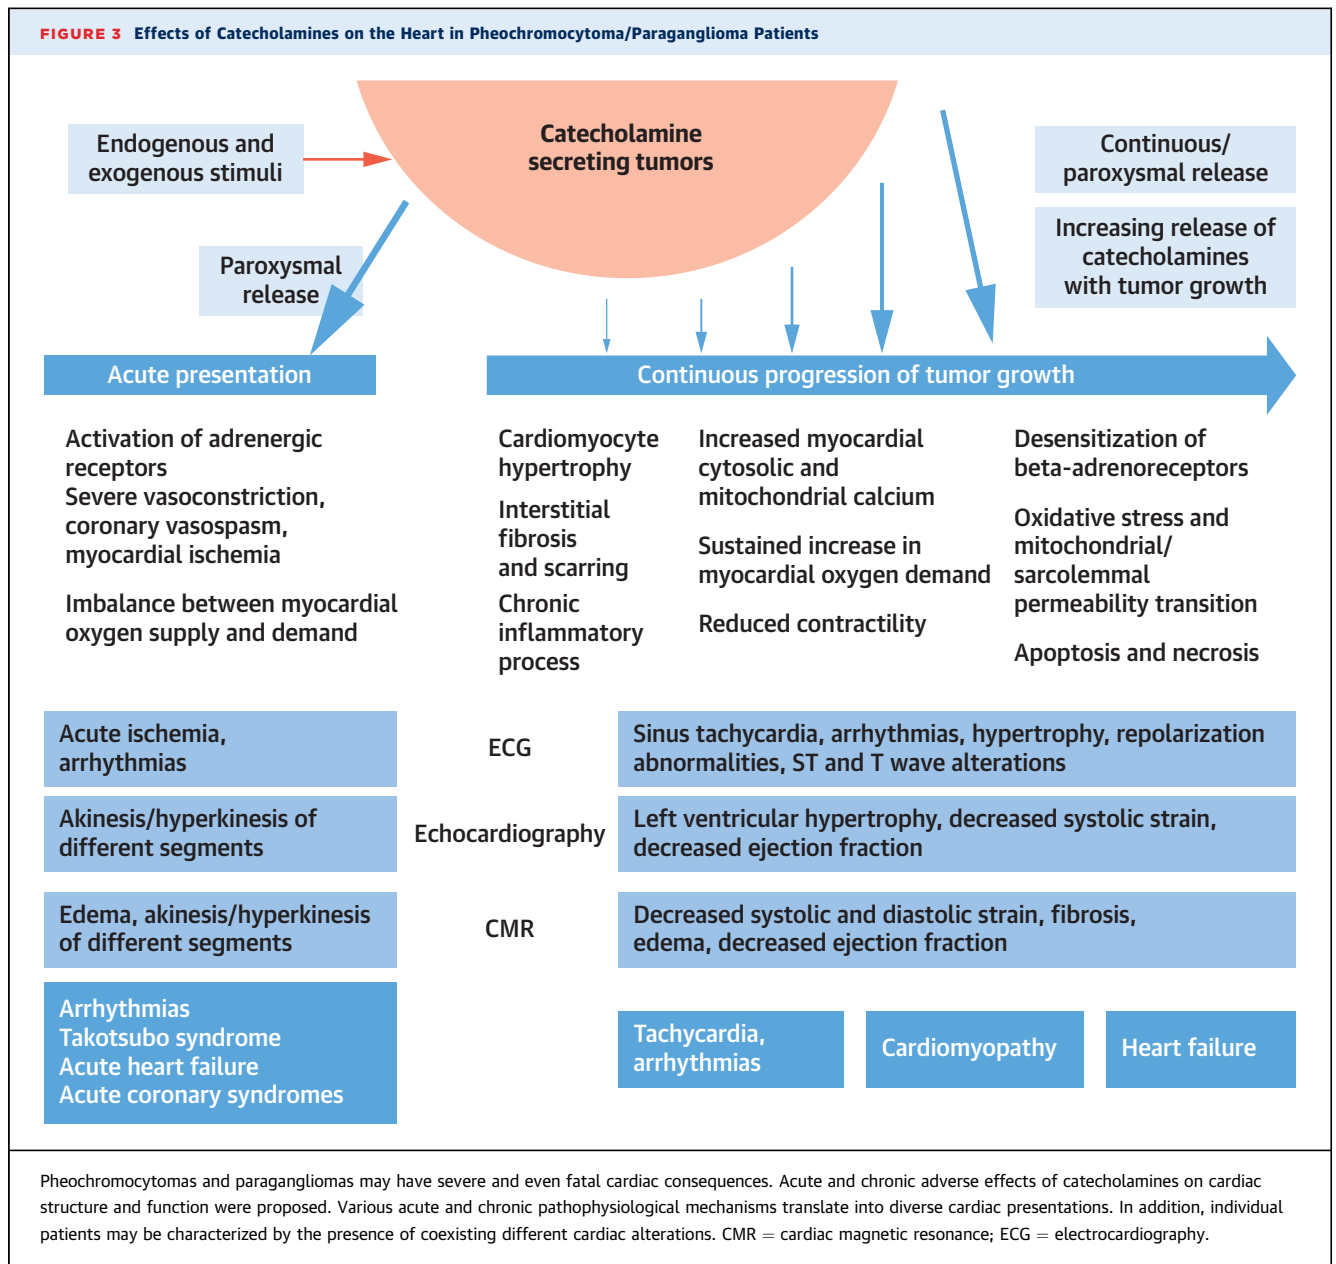 FIGURE 3 Effects of Catecholamines on the Heart in Pheochromocytoma/Paraganglioma Patients
Catecholamine
secreting tumors
Endogenous and
exogenous stimuli
Paroxysmal
release
Continuous/
paroxysmal release
Increasing release of
catecholamines
with tumor growth
Acute presentation
Continuous progression of tumor growth
Activation of adrenergic
receptors
Severe vasoconstriction,
coronary vasospasm,
myocardial ischemia
Imbalance between myocardial
oxygen supply and demand
Cardiomyocyte
hypertrophy
Interstitial
fibrosis
and scarring
Chronic
inflammatory
process
Increased myocardial
cytosolic and
mitochondrial calcium
Sustained increase in
myocardial oxygen demand
Reduced contractility
Desensitization of
beta-adrenoreceptors
Oxidative stress and
mitochondrial/
sarcolemmal
permeability transition
Apoptosis and necrosis
Acute ischemia,
arrhythmias
ECG
Sinus tachycardia, arrhythmias, hypertrophy, repolarization
abnormalities, ST and T wave alterations
Akinesis/hyperkinesis of
different segments
Echocardiography
Left ventricular hypertrophy, decreased systolic strain,
decreased ejection fraction
Edema, akinesis/hyperkinesis
of different segments
CMR
Decreased systolic and diastolic strain, fibrosis,
edema, decreased ejection fraction
Arrhythmias
Takotsubo syndrome
Acute heart failure
Acute coronary syndromes
Tachycardia,
arrhythmias
Cardiomyopathy
Heart failure
Pheochromocytomas and paragangliomas may have severe and even fatal cardiac consequences. Acute and chronic adverse effects of catecholamines on cardiac
structure and function were proposed. Various acute and chronic pathophysiological mechanisms translate into diverse cardiac presentations. In addition, individual
patients may be characterized by the presence of coexisting different cardiac alterations. CMR = cardiac magnetic resonance; ECG = electrocardiography.